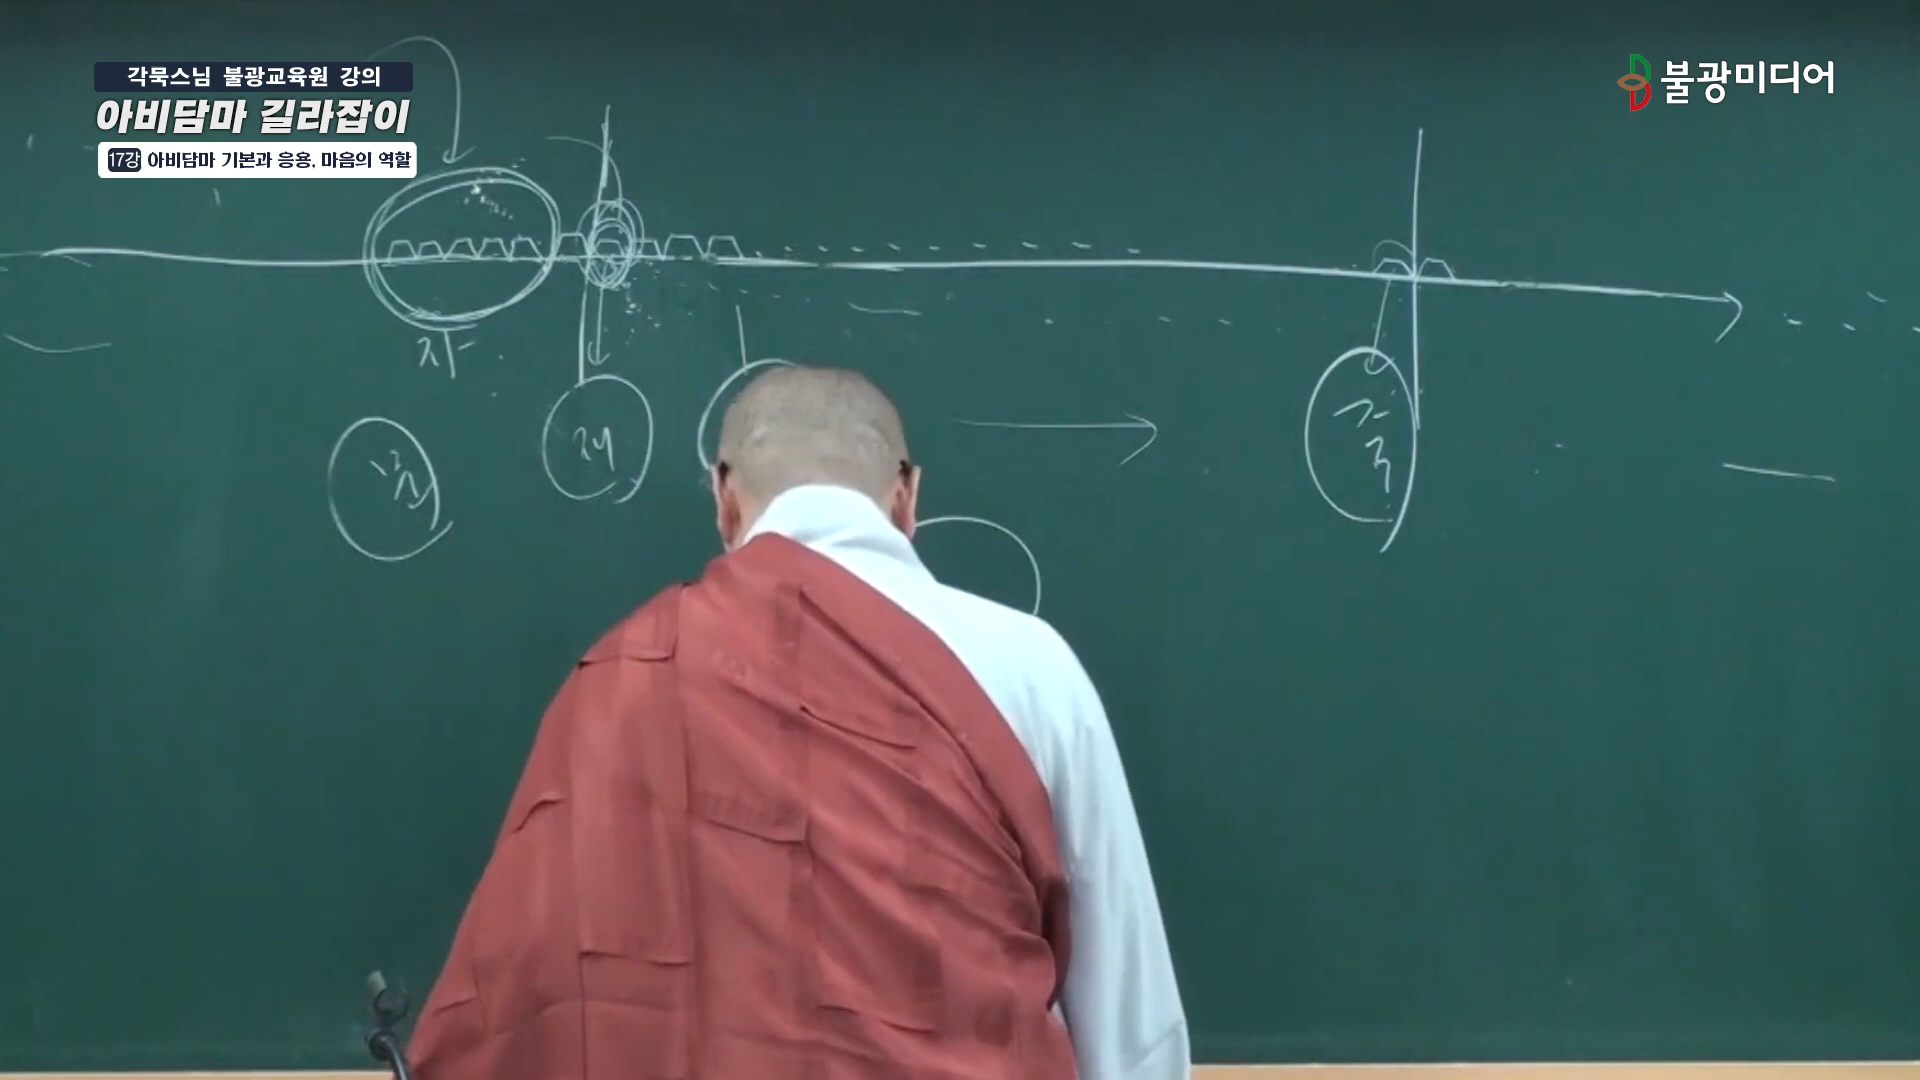 각묵스님 불광교육원 강의
불광미디어
아비담마 길라잡이
17강 아비담마 기본과 응용, 마음의 역할
자
재